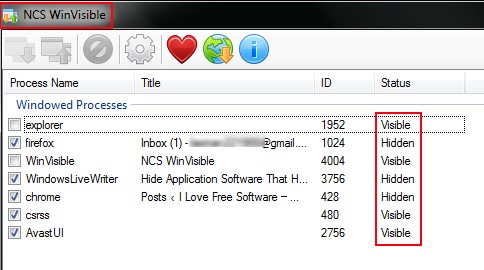 NCS WinVisible
Process Name Title ID Status
Windowed Processes
explorer 1952 Visible
firefox Inbox (1) - @gmail.... 1024 Hidden
WinVisible NCS WinVisible 4004 Visible
WindowsLiveWriter Hide Application Software That H... 3756 Hidden
chrome Posts ‹ I Love Free Software — ... 428 Hidden
csrss 480 Visible
AvastUI 2756 Visible